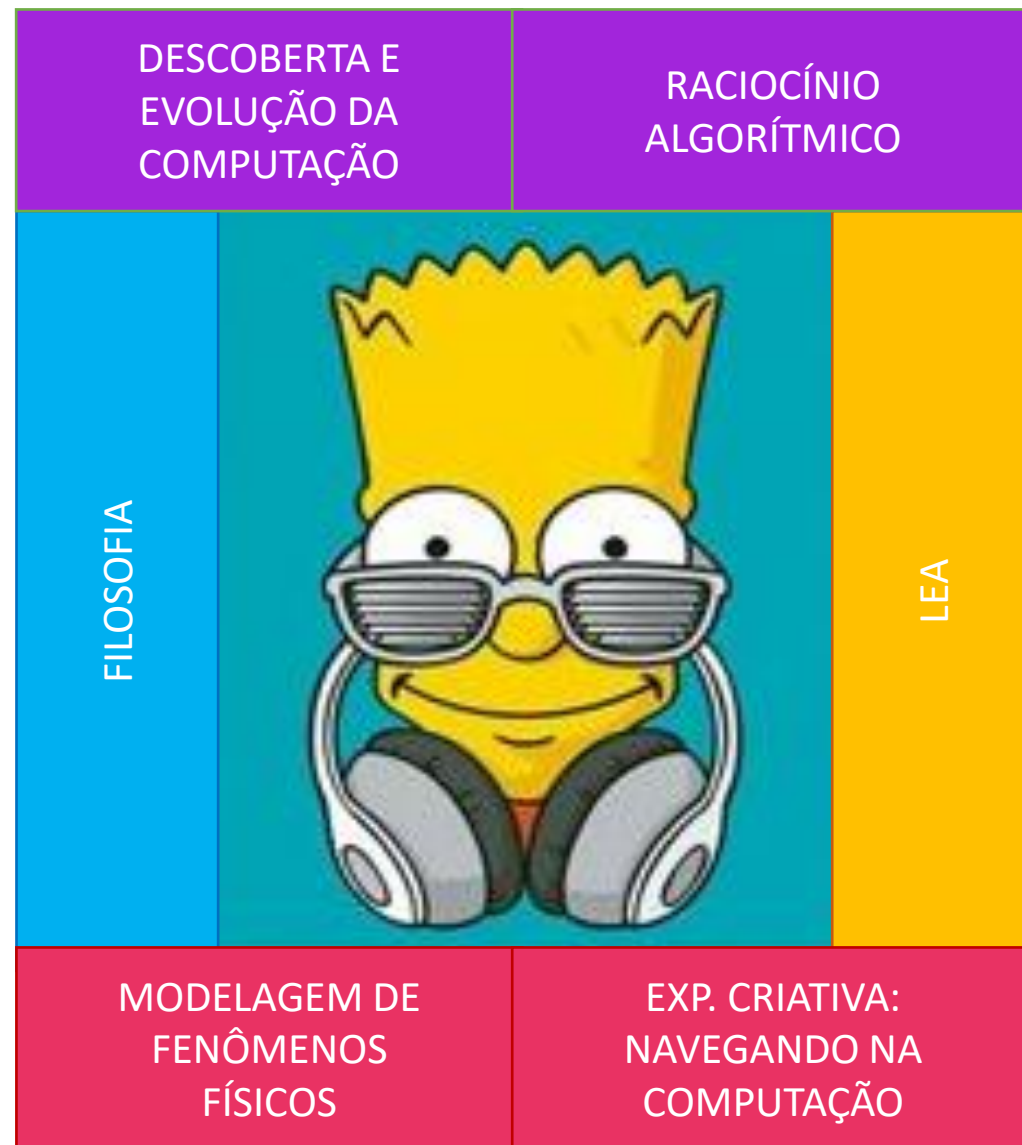 DESCOBERTA E
EVOLUÇÃO DA
COMPUTAÇÃO
RACIOCÍNIO
ALGORÍTMICO
FILOSOFIA
LEA
MODELAGEM DE
FENÔMENOS
FÍSICOS
EXP. CRIATIVA:
NAVEGANDO NA
COMPUTAÇÃO